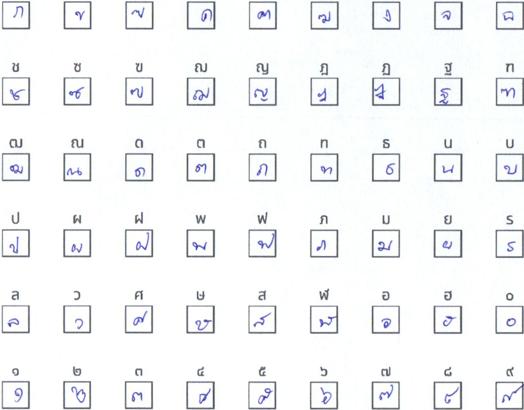 ก ข ฃ ค ฅ ฆ ง จ ฉ
ช ซ ฃ ฌ ญ ฎ ฏ ฐ ฑ
ช ซ ฃ ฌ ญ ฎ ฏ ฐ ฑ
ฒ ณ ด ต ถ ท ธ น บ
ฒ ณ ด ต ถ ท ธ น บ
ป ผ ฝ พ ฟ ภ ม ย ร
ป ผ ฝ พ ฟ ภ ม ย ร
ล ว ศ ษ ส ฬ อ ฮ ๐
ล ว ศ ษ ส ฬ อ ฮ ๐
๑ ๒ ๓ ๔ ๕ ๖ ๗ ๘ ๙
๑ ๒ ๓ ๔ ๕ ๖ ๗ ๘ ๙